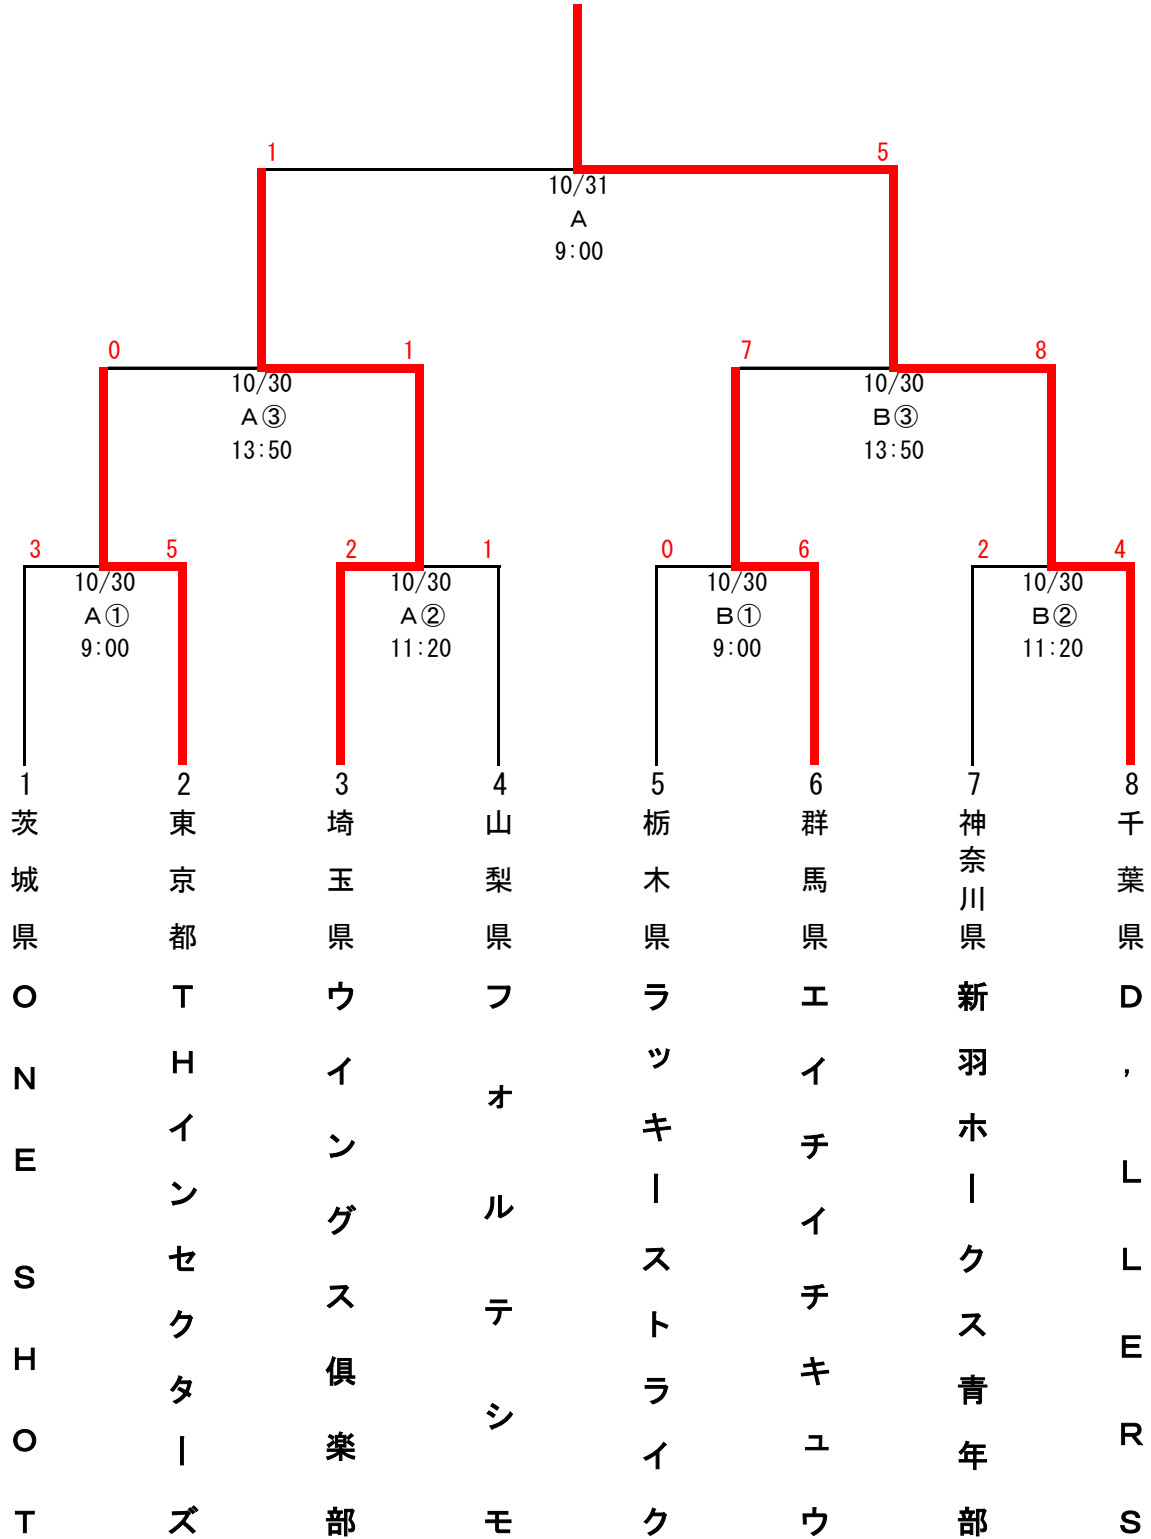 1 5
10/31
A
9:00
0 1 7 8
10/30 10/30
A③ B③
13:50 13:50
3 5 2 1 0 6 2 4
10/30 10/30 10/30 10/30
A① A② B① B②
9:00 11:20 9:00 11:20
1 2 3 4 5 6 7 8
茨城県
ONE SHOT
東京都
THインセクターズ
埼玉県
ウイングス倶楽部
山梨県
フォルテシモ
栃木県
ラッキーストライク
群馬県
エイチイチキュウ
神奈川県
新羽ホークス青年部
千葉県
D’LLERS